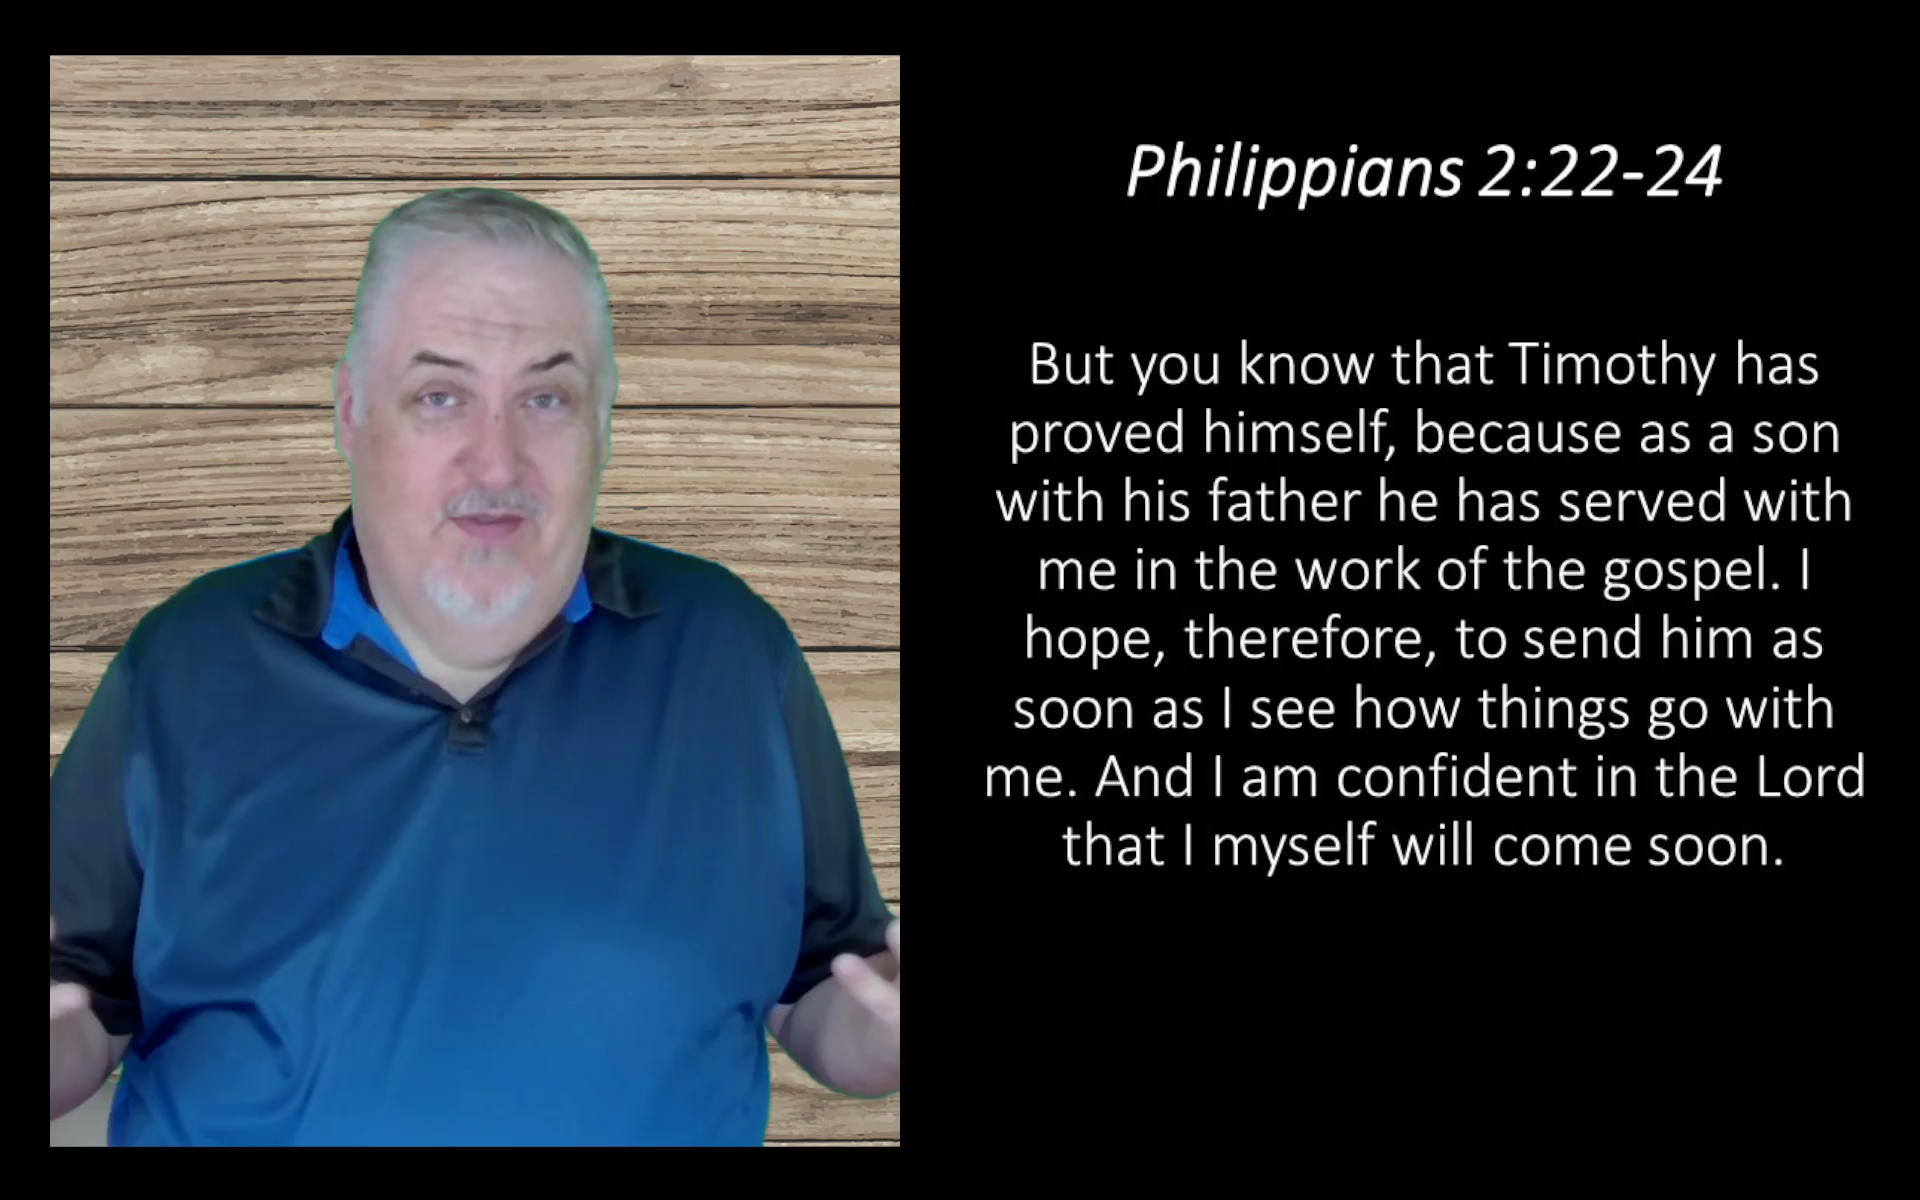 Philippians 2:22-24
But you know that Timothy has
proved himself, because as a son
with his father he has served with
me in the work of the gospel. I
hope, therefore, to send him as
soon as I see how things go with
me. And I am confident in the Lord
that I myself will come soon.